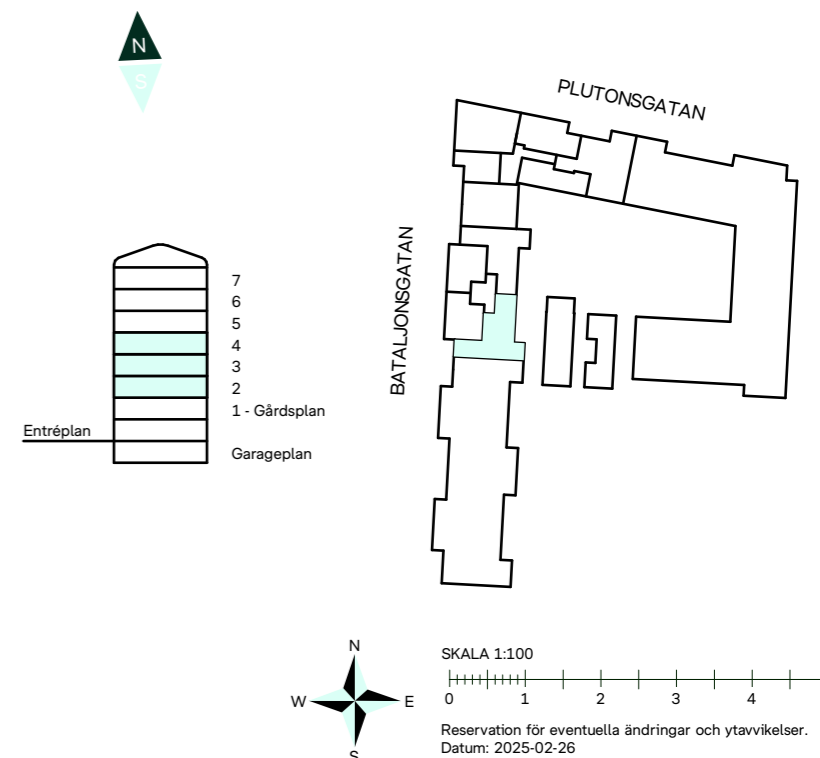 N
S
PLUTONSGATAN
BATALJONSGATAN
7
6
5
4
3
2
1 - Gårdsplan
Entréplan
Garageplan
N
W
E
S
SKALA 1:100
0 1 2 3 4
Reservation för eventuella ändringar och ytavvikelser.
Datum: 2025-02-26